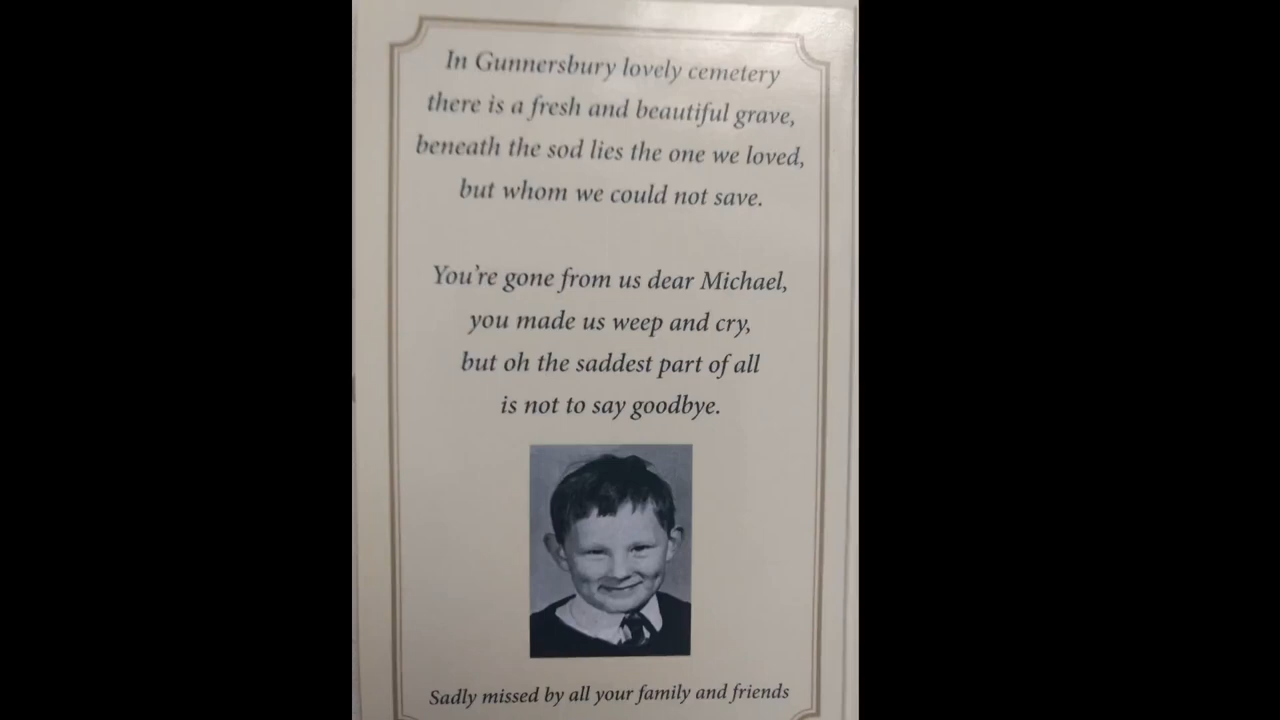 In Gunnersbury lovely cemetery
there is a fresh and beautiful grave,
beneath the sod lies the one we loved,
but whom we could not save.
You're gone from us dear Michael,
you made us weep and cry,
but oh the saddest part of all
is not to say goodbye.
Sadly missed by all your family and friends